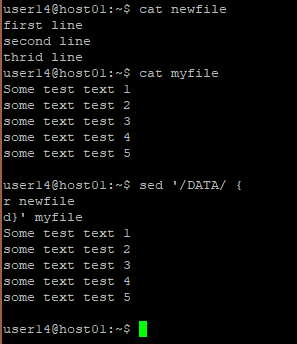 user14@host01:~$ cat newfile
first line
second line
thrid line
user14@host01:~$ cat myfile
Some test text 1
some text test 2
some text test 3
some text test 4
some text test 5

user14@host01:~$ sed '/DATA/ {
r newfile
d}' myfile
Some test text 1
some text test 2
some text test 3
some text test 4
some text test 5

user14@host01:~$